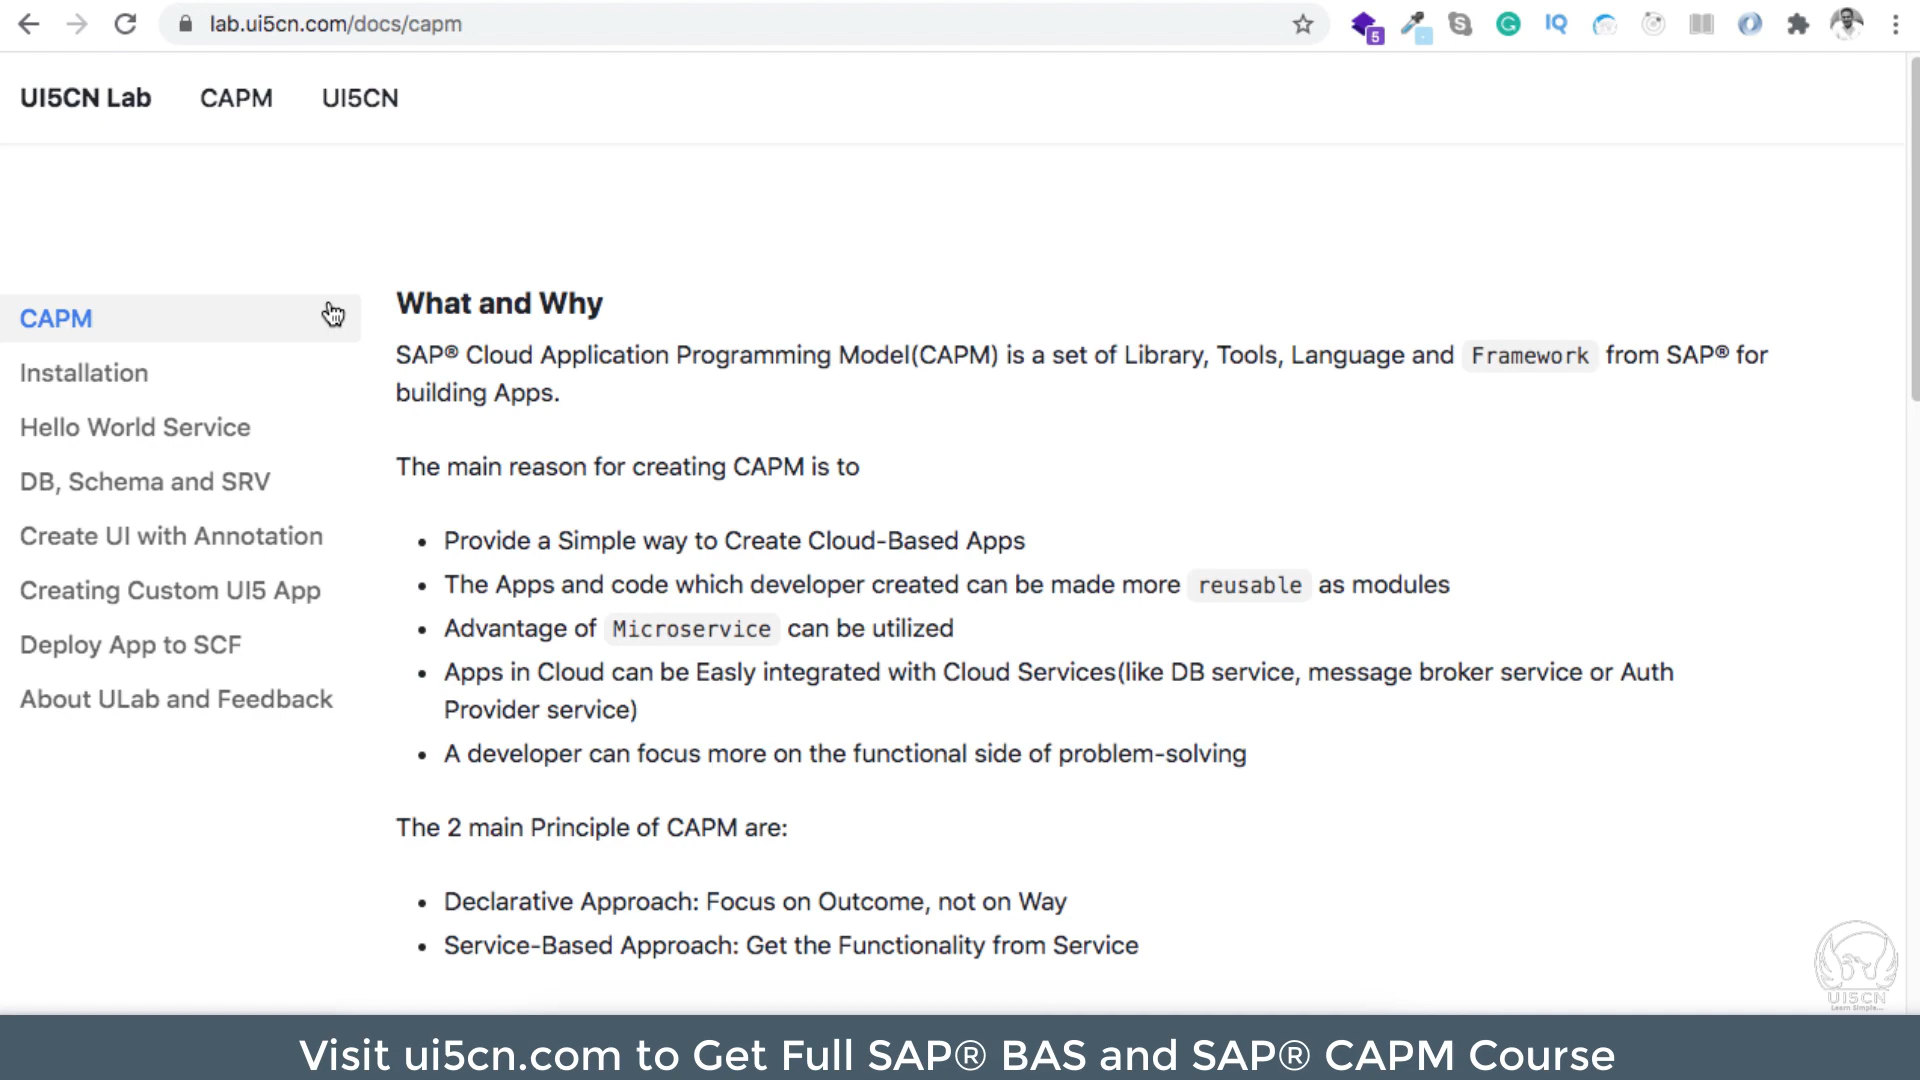 lab.ui5cn.com/docs/capm
5
IQ
UI5CN Lab CAPM UI5CN
CAPM
Installation
Hello World Service
DB, Schema and SRV
Create UI with Annotation
Creating Custom UI5 App
Deploy App to SCF
About ULab and Feedback
What and Why
SAP® Cloud Application Programming Model(CAPM) is a set of Library, Tools, Language and Framework from SAP® for
building Apps.
The main reason for creating CAPM is to
• Provide a Simple way to Create Cloud-Based Apps
• The Apps and code which developer created can be made more reusable as modules
• Advantage of Microservice can be utilized
• Apps in Cloud can be Easly integrated with Cloud Services(like DB service, message broker service or Auth
Provider service)
• A developer can focus more on the functional side of problem-solving
The 2 main Principle of CAPM are:
• Declarative Approach: Focus on Outcome, not on Way
• Service-Based Approach: Get the Functionality from Service
UI5CN
Learn Simple...
Visit ui5cn.com to Get Full SAP® BAS and SAP® CAPM Course